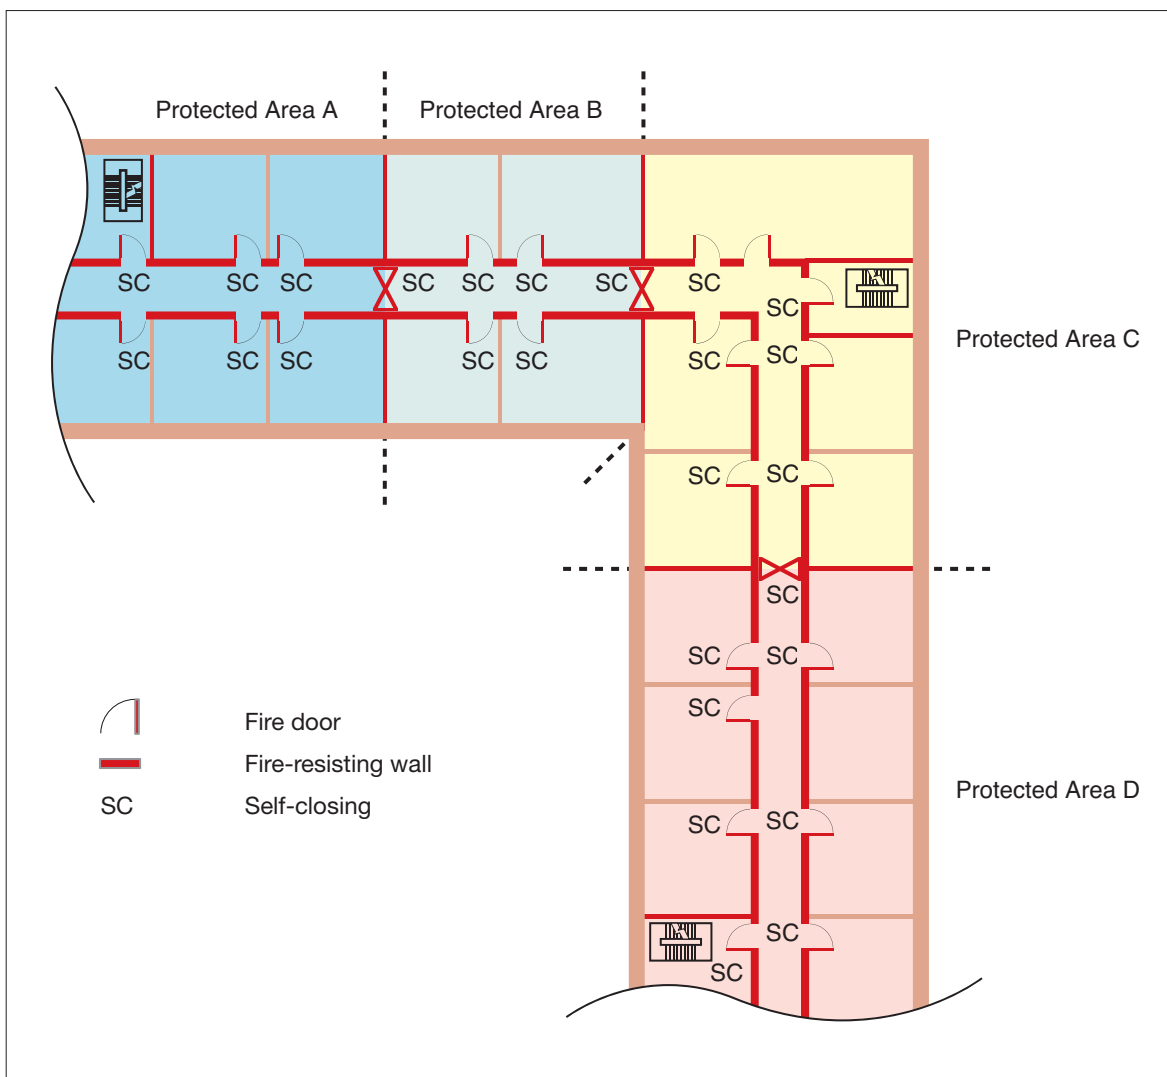 Protected Area A
Protected Area B
SC SC SC SC SC SC SC SC
SC
SC SC SC SC SC SC
SC
Protected Area C
SC SC
SC
SC SC
SC
Fire door
SC SC
Fire-resisting wall
SC
Self-closing
Protected Area D
SC SC
SC
SC